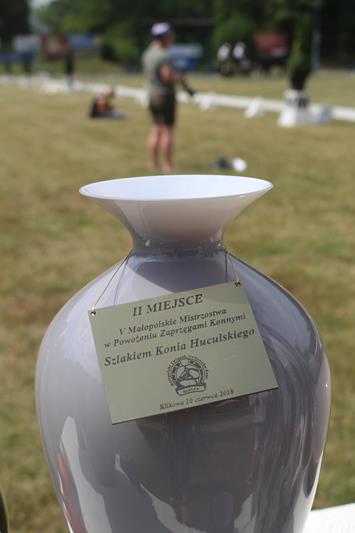 II MIEJSCE
V Małopolskie Mistrzostwa
w Powożeniu Zaprzęgami Konnymi
Szlakiem Konia Huculskiego
Klikowa 10 czerwca 2018